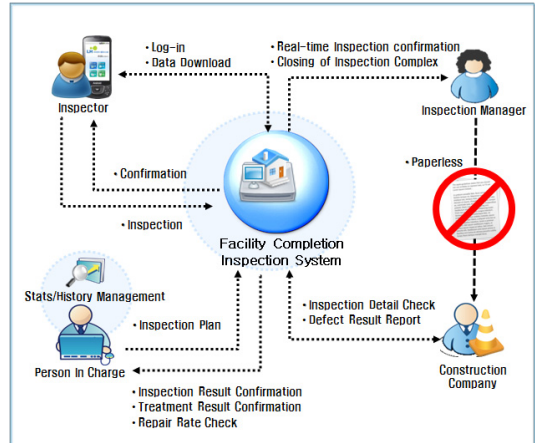 · Log-in
· Data Download
· Real-time Inspection confirmation
· Closing of Inspection Complex
Inspector
Inspection Manager
· Confirmation
· Paperless
· Inspection
Facility Completion
Inspection System
Stats/History Management
· Inspection Detail Check
· Defect Result Report
· Inspection Plan
Person In Charge
Construction
Company
· Inspection Result Confirmation
· Treatment Result Confirmation
· Repair Rate Check